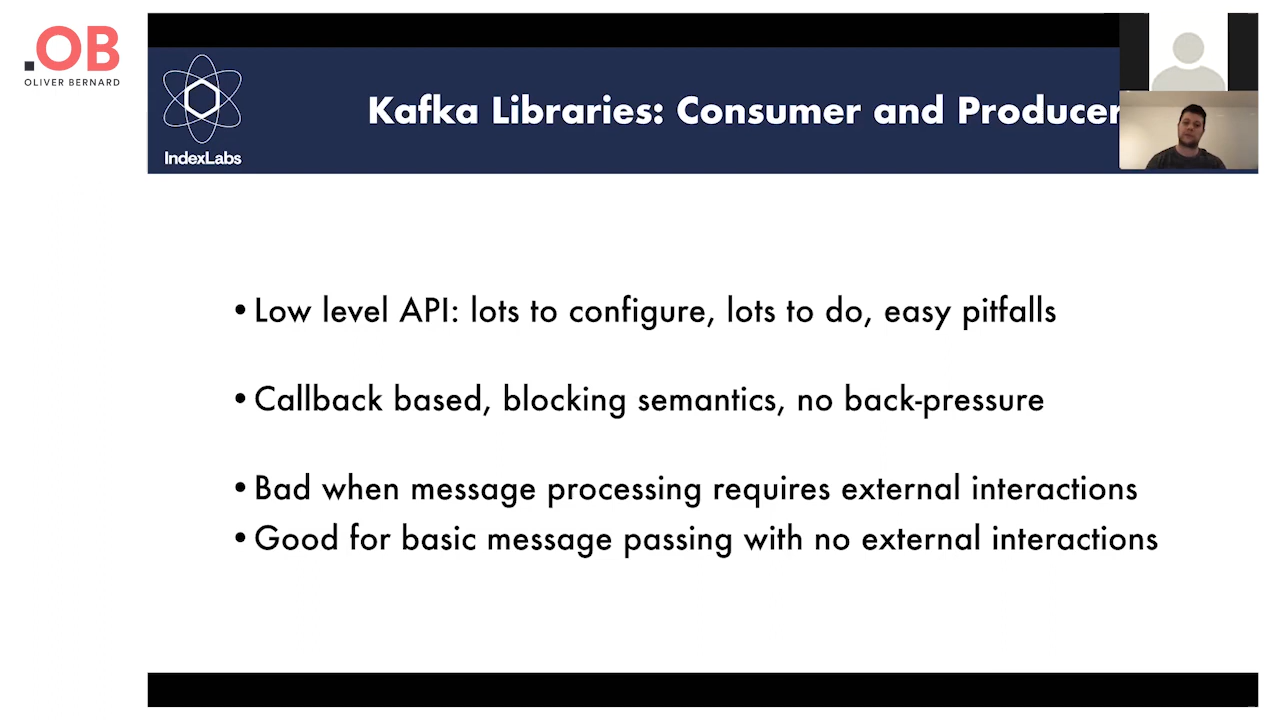 .OB
OLIVER BERNARD
IndexLabs
Kafka Libraries: Consumer and Producer
•Low level API: lots to configure, lots to do, easy pitfalls
•Callback based, blocking semantics, no back-pressure
•Bad when message processing requires external interactions
•Good for basic message passing with no external interactions